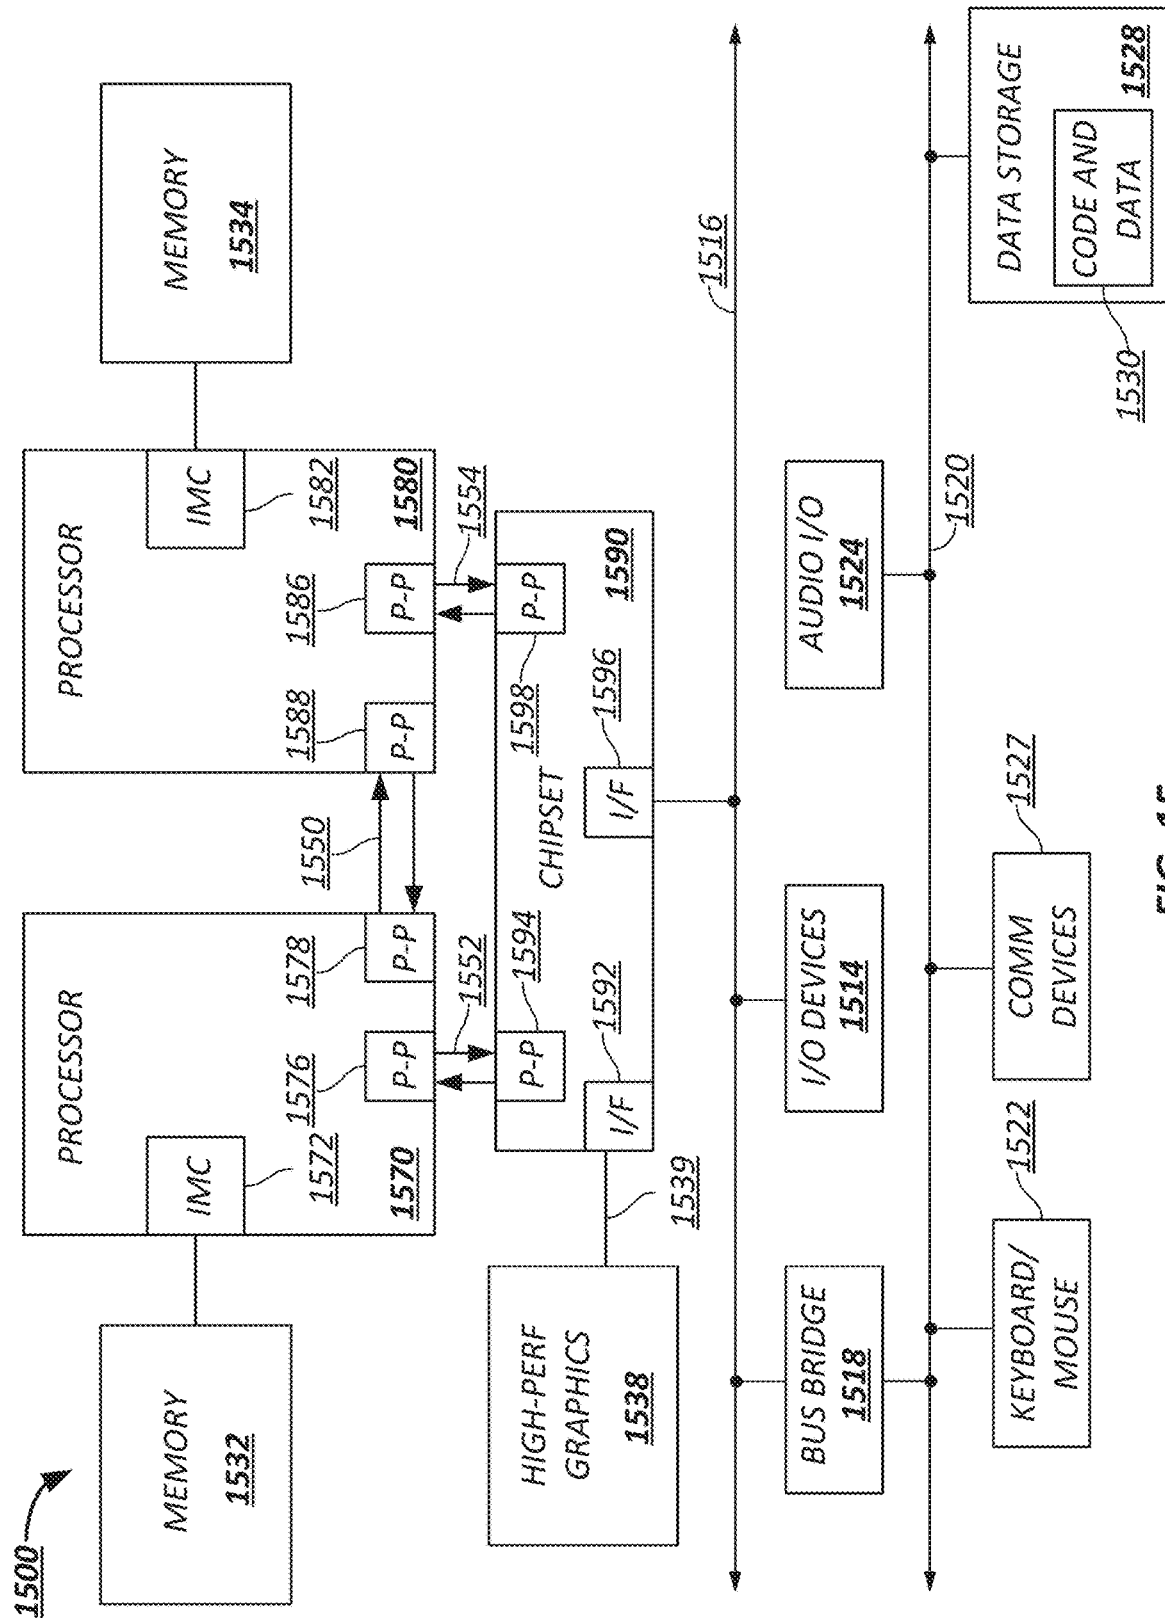 1500
MEMORY
1532
PROCESSOR
IMC
1572
1570
1576
P-P
1578
P-P
1550
PROCESSOR
1588
P-P
1586
P-P
IMC
1582
1580
MEMORY
1534
1552
1554
HIGH-PERF
GRAPHICS
1538
1539
P-P
1594
I/F
1592
CHIPSET
P-P
1598
I/F
1596
1590
1516
BUS BRIDGE
1518
I/O DEVICES
1514
AUDIO I/O
1524
1520
KEYBOARD/
MOUSE
1522
COMM
DEVICES
1527
DATA STORAGE
CODE AND
DATA
1528
1530